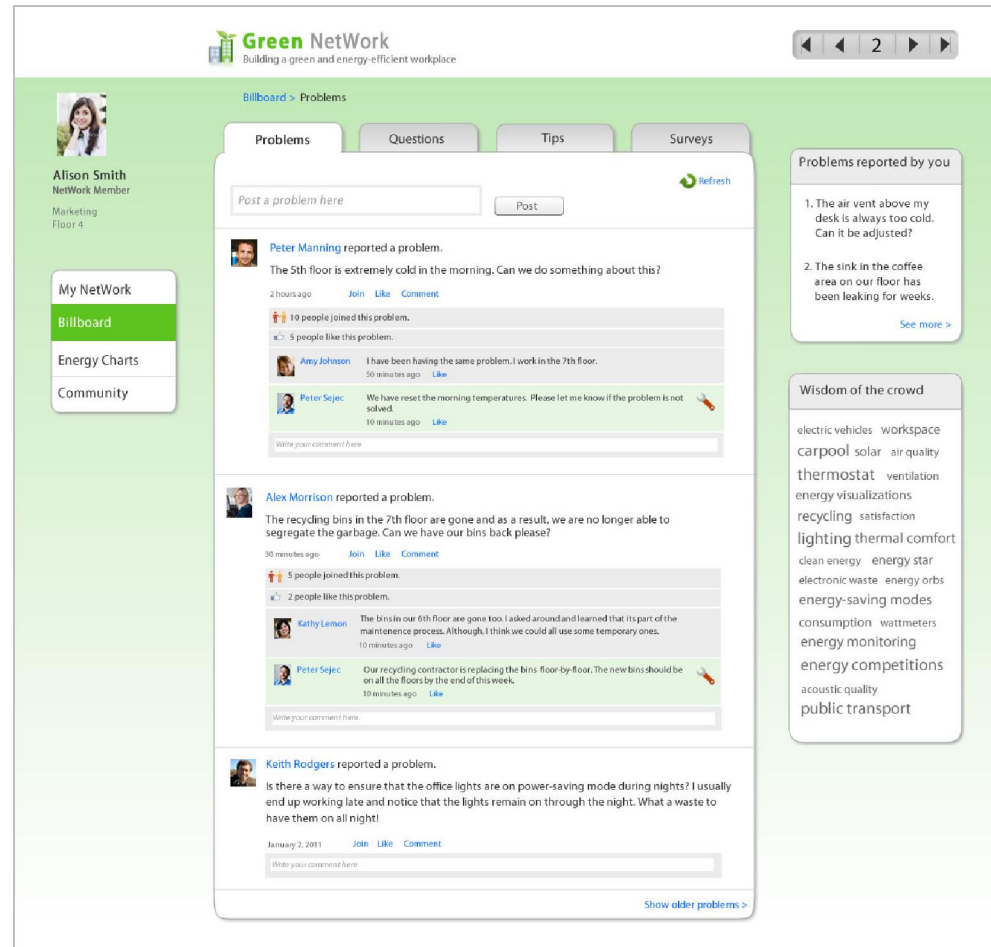 Green NetWork
Building a green and energy-efficient workplace
2
Billboard > Problems
Alison Smith
NetWork Member
Marketing
Floor 4
My NetWork
Billboard
Energy Charts
Community
Problems
Questions
Tips
Surveys
Refresh
Post a problem here
Post
Peter Manning reported a problem.
The 5th floor is extremely cold in the morning. Can we do something about this?
2 hours ago Join Like Comment
10 people joined this problem.
5 people like this problem.
Amy Johnson I have been having the same problem. I work in the 7th floor.
50 minutes ago Like
Peter Sejec We have reset the morning temperatures. Please let me know if the problem is not
solved.
10 minutes ago Like
Write your comment here
Alex Morrison reported a problem.
The recycling bins in the 7th floor are gone and as a result, we are no longer able to
segregate the garbage. Can we have our bins back please?
30 minutes ago Join Like Comment
5 people joined this problem.
2 people like this problem.
Kathy Lemon The bins in our 6th floor are gone too. I asked around and learned that its part of the
maintenence process. Although, I think we could all use some temporary ones.
10 minutes ago Like
Peter Sejec Our recycling contractor is replacing the bins floor-by-floor. The new bins should be
on all the floors by the end of this week.
10 minutes ago Like
Write your comment here
Keith Rodgers reported a problem.
Is there a way to ensure that the office lights are on power-saving mode during nights? I usually
end up working late and notice that the lights remain on through the night. What a waste to
have them on all night!
January 2, 2011 Join Like Comment
Write your comment here
Show older problems >
Problems reported by you
1. The air vent above my
desk is always too cold.
Can it be adjusted?
2. The sink in the coffee
area on our floor has
been leaking for weeks.
See more >
Wisdom of the crowd
electric vehicles workspace
carpool solar air quality
thermostat ventilation
energy visualizations
recycling satisfaction
lighting thermal comfort
clean energy energy star
electronic waste energy orbs
energy-saving modes
consumption wattmeters
energy monitoring
energy competitions
acoustic quality
public transport